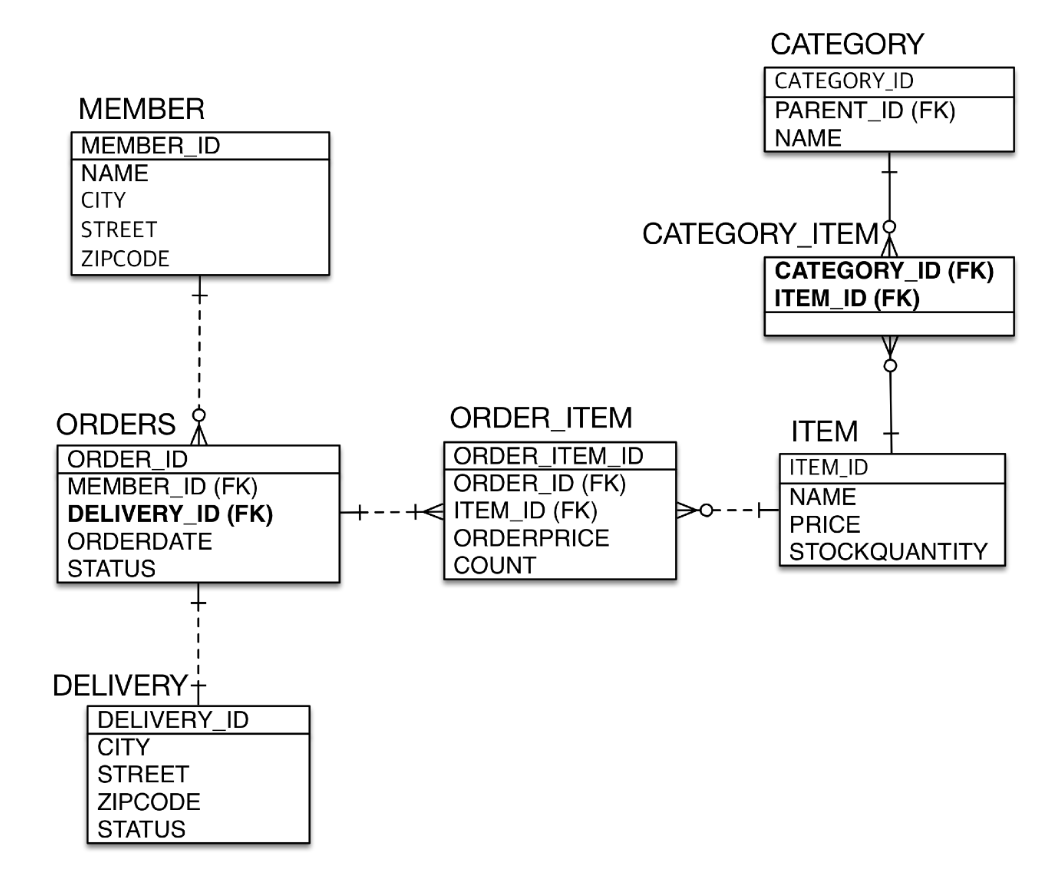 CATEGORY
CATEGORY_ID
PARENT_ID (FK)
NAME
MEMBER
MEMBER_ID
NAME
CITY
STREET
ZIPCODE
CATEGORY_ITEM
CATEGORY_ID (FK)
ITEM_ID (FK)
ORDERS
ORDER_ID
MEMBER_ID (FK)
DELIVERY_ID (FK)
ORDERDATE
STATUS
ORDER_ITEM
ORDER_ITEM_ID
ORDER_ID (FK)
ITEM_ID (FK)
ORDERPRICE
COUNT
ITEM
ITEM_ID
NAME
PRICE
STOCKQUANTITY
DELIVERY
DELIVERY_ID
CITY
STREET
ZIPCODE
STATUS